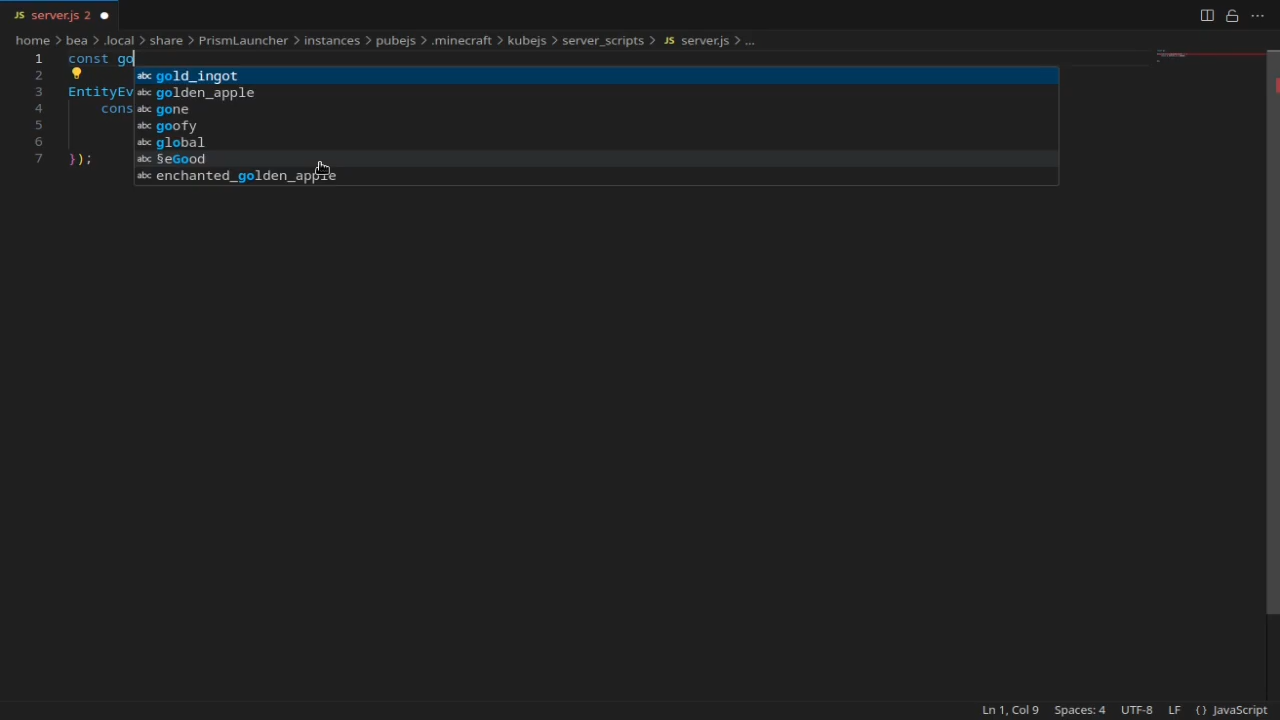 JS server.js 2
home > bea > .local > share > PrismLauncher > instances > pubejs > .minecraft > kubejs > server_scripts > JS server.js > ...
1 const go
abc gold_ingot
2
abc golden_apple
3 EntityEv
abc gone
4 cons
abc goofy
5
abc global
6
abc §eGood
7 });
abc enchanted_golden_apple
Ln 1, Col 9 Spaces: 4 UTF-8 LF {} JavaScript